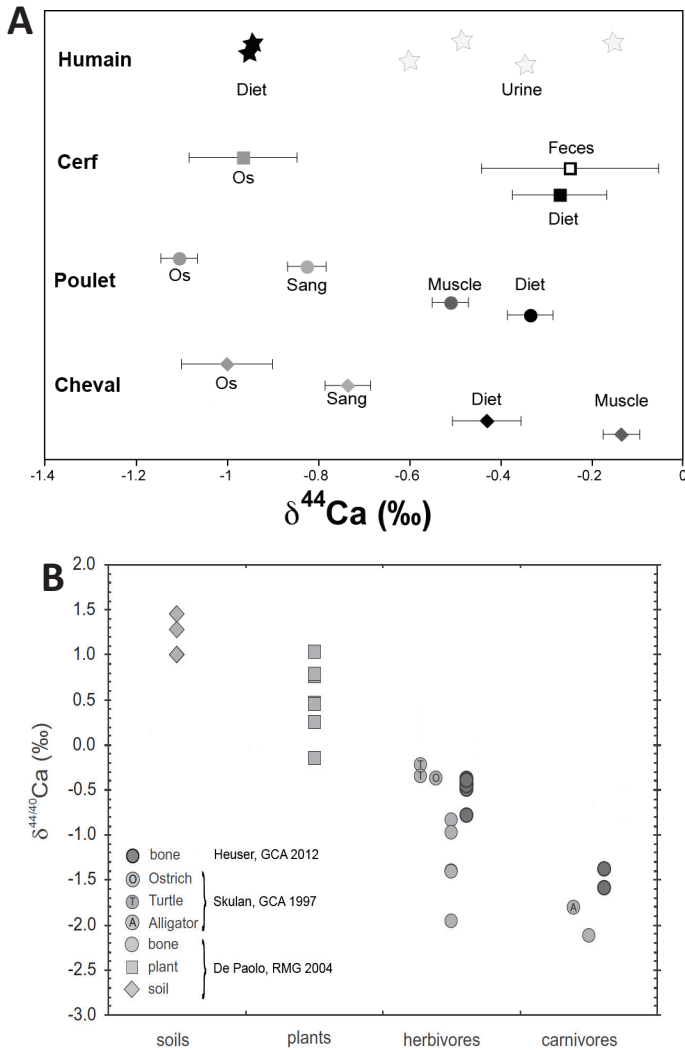 A
Humain
Diet
Urine
Cerf
Os
Feces
Diet
Poulet
Os
Sang
Muscle
Diet
Cheval
Os
Sang
Diet
Muscle
-1.4 -1.2 -1 -0.8 -0.6 -0.4 -0.2 0
δ44Ca (‰)
B
2.0
1.5
1.0
0.5
0.0
-0.5
-1.0
-1.5
-2.0
-2.5
-3.0
δ44/40Ca (‰)
T
T
O
A
bone Heuser, GCA 2012
O Ostrich
T Turtle Skulan, GCA 1997
A Alligator
bone
plant De Paolo, RMG 2004
soil
soils plants herbivores carnivores